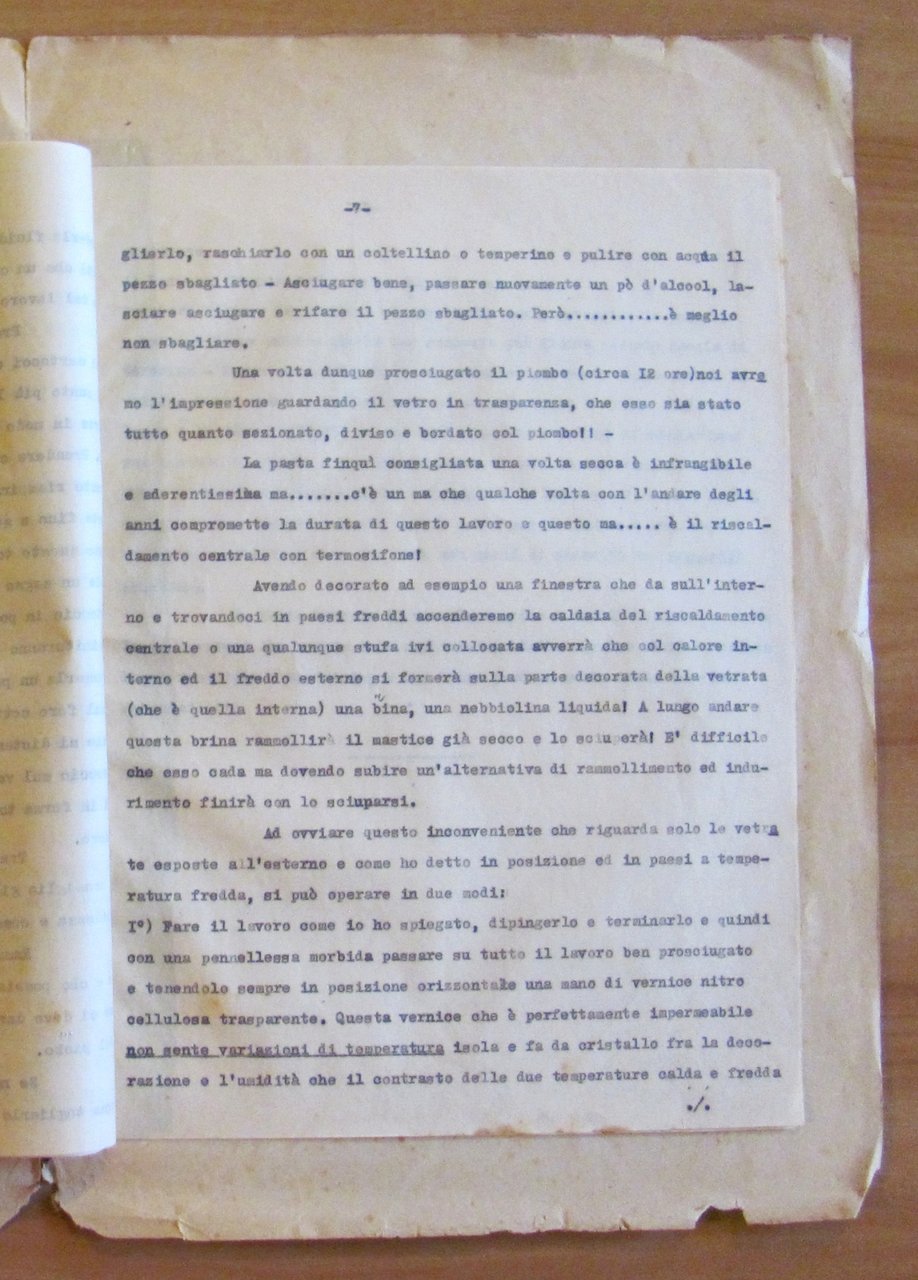 -7-
gliarlo, raschiarlo con un coltellino o temperino e pulire con acqua il
pezzo sbagliato - Asciugare bene, passare nuovamente un pò d'alcool, la-
sciare asciugare e rifare il pezzo sbagliato. Però............è meglio
non sbagliare.
Una volta dunque prosciugato il piombo (circa I2 ore)noi avre
mo l'impressione guardando il vetro in trasparenza, che esso sia stato
tutto quanto sezionato, diviso e bordato col piombo!! -
La pasta finquì consigliata una volta secca è infrangibile
e aderentissima ma.......c'è un ma che qualche volta con l'andare degli
anni compromette la durata di questo lavoro e questo ma..... è il riscal-
damento centrale con termosifone!
Avendo decorato ad esempio una finestra che da sull'inter-
no e trovandoci in paesi freddi accenderemo la caldaia del riscaldamento
centrale o una qualunque stufa ivi collocata avverrà che col calore in-
terno ed il freddo esterno si formerà sulla parte decorata della vetrata
(che è quella interna) una brina, una nebbiolina liquida! A lungo andare
questa brina rammollirà il mastice già secco e lo sciuperà! E' difficile
che esso cada ma dovendo subire un'alternativa di rammollimento ed indu-
rimento finirà con lo sciuparsi.
Ad ovviare questo inconveniente che riguarda solo le vetra
te esposte all'esterno e come ho detto in posizione ed in paesi a tempe-
ratura fredda, si può operare in due modi:
I°) Fare il lavoro come io ho spiegato, dipingerlo e terminarlo e quindi
con una pennellessa morbida passare su tutto il lavoro ben prosciugato
e tenendolo sempre in posizione orizzontale una mano di vernice nitro
cellulosa trasparente. Questa vernice che è perfettamente impermeabile
non sente variazioni di temperatura isola e fa da cristallo fra la deco-
razione e l'umidità che il contrasto delle due temperature calda e fredda
./.